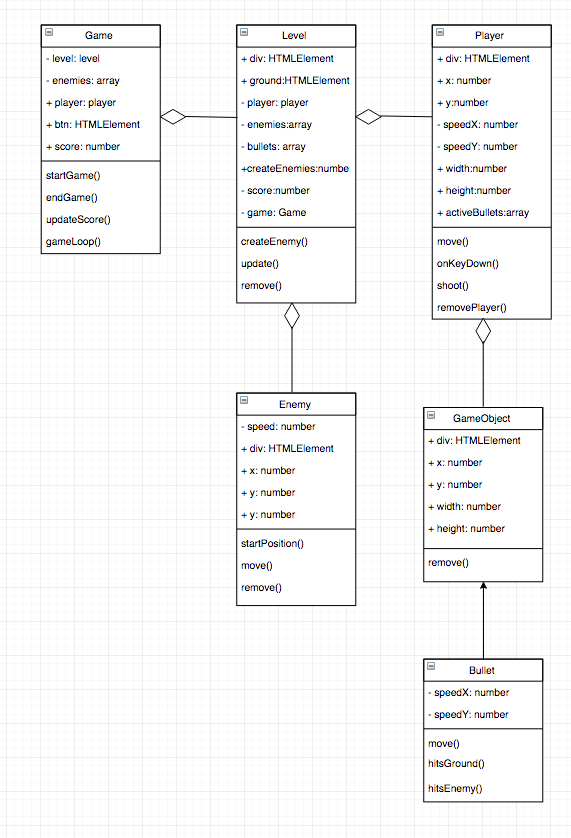 Game
- level: level
- enemies: array
+ player: player
+ btn: HTMLElement
+ score: number
startGame()
endGame()
updateScore()
gameLoop()
Level
+ div: HTMLElement
+ ground:HTMLElement
- player: player
- enemies:array
- bullets: array
+createEnemies:numbe
- score:number
- game: Game
createEnemy()
update()
remove()
Player
+ div: HTMLElement
+ x: number
+ y:number
- speedX: number
- speedY: number
+ width:number
+ height:number
+ activeBullets:array
move()
onKeyDown()
shoot()
removePlayer()
Enemy
- speed: number
+ div: HTMLElement
+ x: number
+ y: number
+ y: number
startPosition()
move()
remove()
GameObject
+ div: HTMLElement
+ x: number
+ y: number
+ width: number
+ height: number
remove()
Bullet
- speedX: number
- speedY: number
move()
hitsGround()
hitsEnemy()